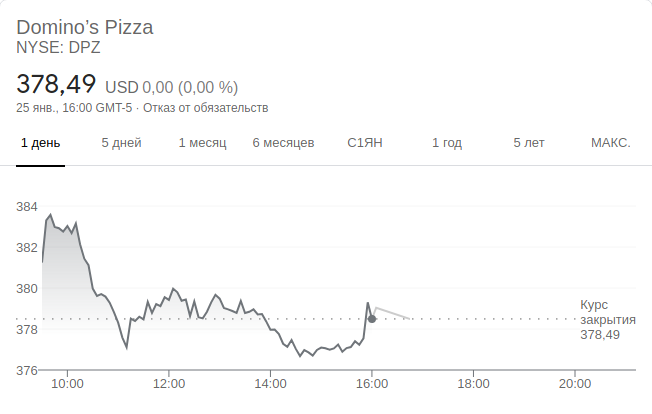 Domino’s Pizza
NYSE: DPZ
378,49 USD 0,00 (0,00 %)
25 янв., 16:00 GMT-5 · Отказ от обязательств
1 день 5 дней 1 месяц 6 месяцев С1ЯН 1 год 5 лет МАКС.
384
382
380
378
376
Курс
закрытия
378,49
10:00 12:00 14:00 16:00 18:00 20:00